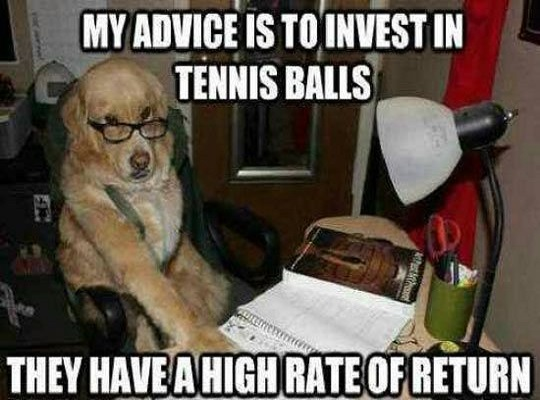 MY ADVICE IS TO INVEST IN
TENNIS BALLS
THEY HAVE A HIGH RATE OF RETURN